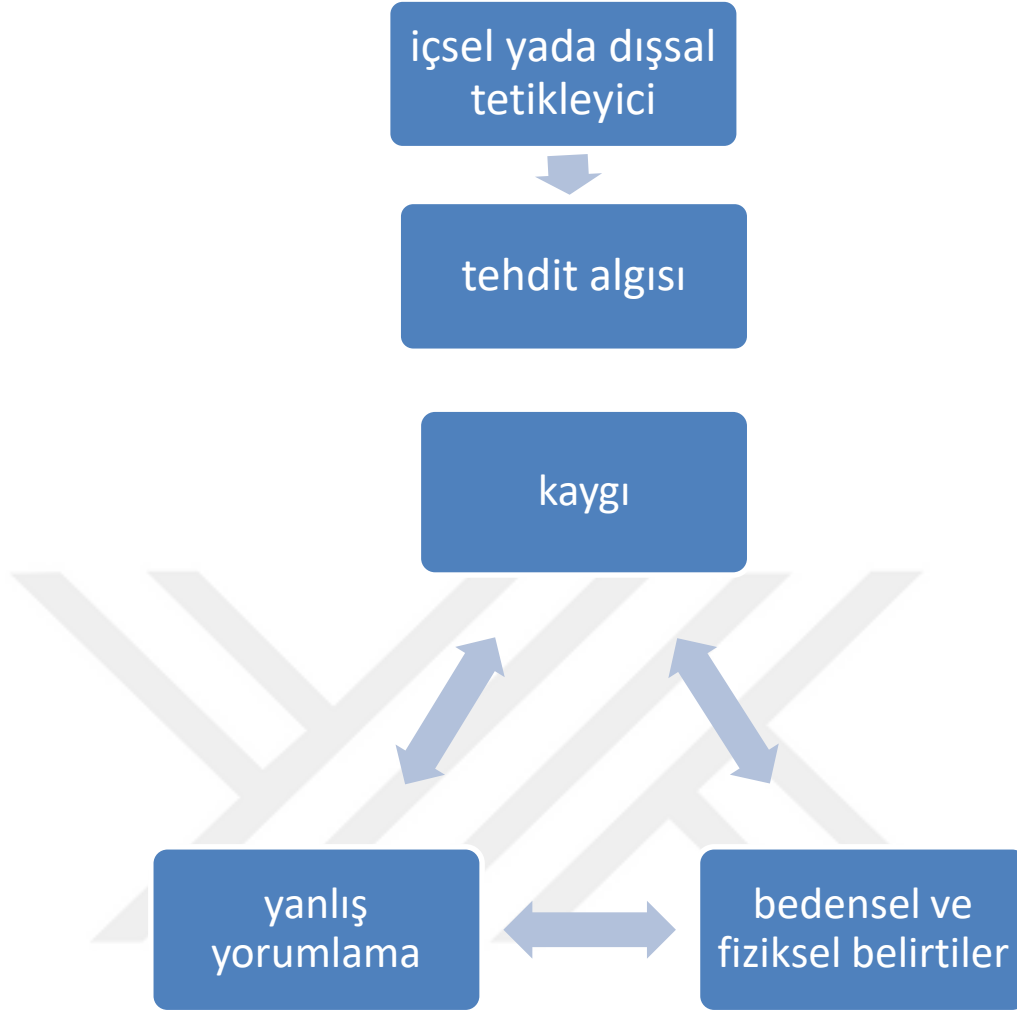 içsel yada dışsal
tetikleyici
tehdit algısı
kaygı
yanlış
yorumlama
bedensel ve
fiziksel belirtiler